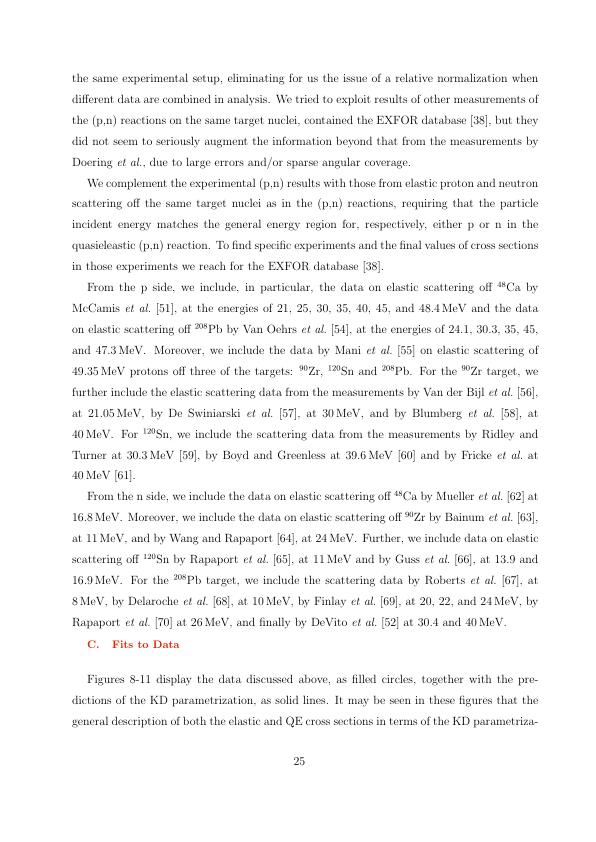 the same experimental setup, eliminating for us the issue of a relative normalization when
different data are combined in analysis. We tried to exploit results of other measurements of
the (p,n) reactions on the same target nuclei, contained the EXFOR database [38], but they
did not seem to seriously augment the information beyond that from the measurements by
Doering et al., due to large errors and/or sparse angular coverage.
We complement the experimental (p,n) results with those from elastic proton and neutron
scattering off the same target nuclei as in the (p,n) reactions, requiring that the particle
incident energy matches the general energy region for, respectively, either p or n in the
quasieleastic (p,n) reaction. To find specific experiments and the final values of cross sections
in those experiments we reach for the EXFOR database [38].
From the p side, we include, in particular, the data on elastic scattering off ⁴⁸Ca by
McCamis et al. [51], at the energies of 21, 25, 30, 35, 40, 45, and 48.4 MeV and the data
on elastic scattering off ²⁰⁸Pb by Van Oehrs et al. [54], at the energies of 24.1, 30.3, 35, 45,
and 47.3 MeV. Moreover, we include the data by Mani et al. [55] on elastic scattering of
49.35 MeV protons off three of the targets: ⁹⁰Zr, ¹²⁰Sn and ²⁰⁸Pb. For the ⁹⁰Zr target, we
further include the elastic scattering data from the measurements by Van der Bijl et al. [56],
at 21.05 MeV, by De Swiniarski et al. [57], at 30 MeV, and by Blumberg et al. [58], at
40 MeV. For ¹²⁰Sn, we include the scattering data from the measurements by Ridley and
Turner at 30.3 MeV [59], by Boyd and Greenless at 39.6 MeV [60] and by Fricke et al. at
40 MeV [61].
From the n side, we include the data on elastic scattering off ⁴⁸Ca by Mueller et al. [62] at
16.8 MeV. Moreover, we include the data on elastic scattering off ⁹⁰Zr by Bainum et al. [63],
at 11 MeV, and by Wang and Rapaport [64], at 24 MeV. Further, we include data on elastic
scattering off ¹²⁰Sn by Rapaport et al. [65], at 11 MeV and by Guss et al. [66], at 13.9 and
16.9 MeV. For the ²⁰⁸Pb target, we include the scattering data by Roberts et al. [67], at
8 MeV, by Delaroche et al. [68], at 10 MeV, by Finlay et al. [69], at 20, 22, and 24 MeV, by
Rapaport et al. [70] at 26 MeV, and finally by DeVito et al. [52] at 30.4 and 40 MeV.
C. Fits to Data
Figures 8-11 display the data discussed above, as filled circles, together with the pre-
dictions of the KD parametrization, as solid lines. It may be seen in these figures that the
general description of both the elastic and QE cross sections in terms of the KD parametriza-
25